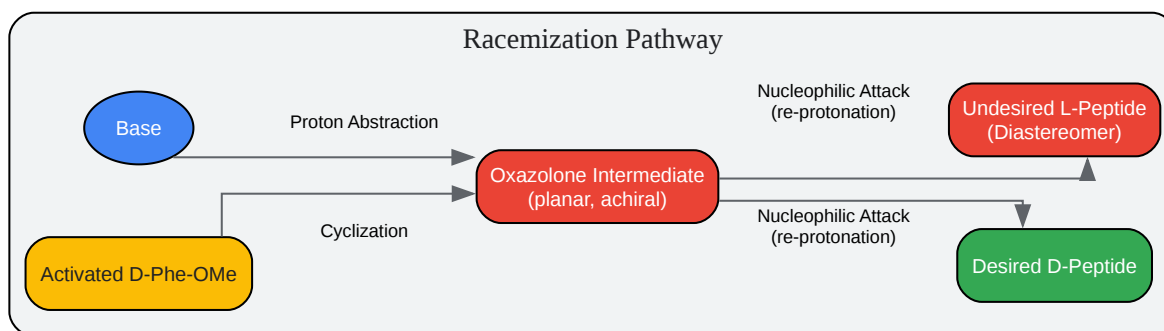 Racemization Pathway
Base
Proton Abstraction
Nucleophilic Attack
(re-protonation)
Undesired L-Peptide
(Diastereomer)
Oxazolone Intermediate
(planar, achiral)
Activated D-Phe-OMe
Cyclization
Nucleophilic Attack
(re-protonation)
Desired D-Peptide